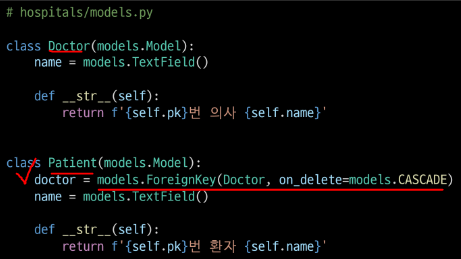 # hospitals/models.py
class Doctor(models.Model):
    name = models.TextField()
    def __str__(self):
        return f'{self.pk}번 의사 {self.name}'
class Patient(models.Model):
    doctor = models.ForeignKey(Doctor, on_delete=models.CASCADE)
    name = models.TextField()
    def __str__(self):
        return f'{self.pk}번 환자 {self.name}'